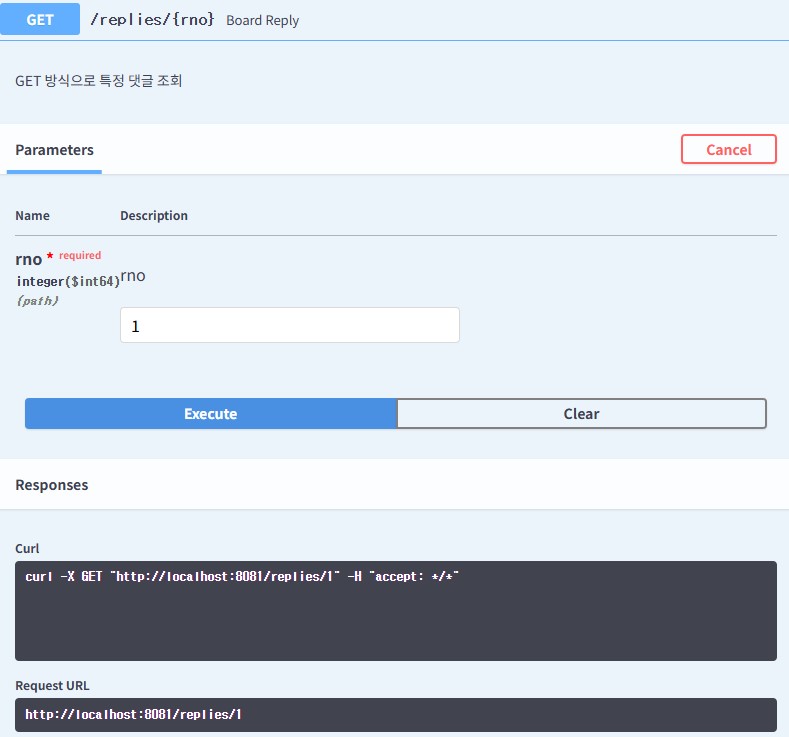 GET /replies/{rno} Board Reply
GET 방식으로 특정 댓글 조회
Parameters Cancel
Name Description
rno * required
integer($int64) rno
(path)
1
Execute Clear
Responses
Curl
curl -X GET "http://localhost:8081/replies/1" -H "accept: */*"
Request URL
http://localhost:8081/replies/1